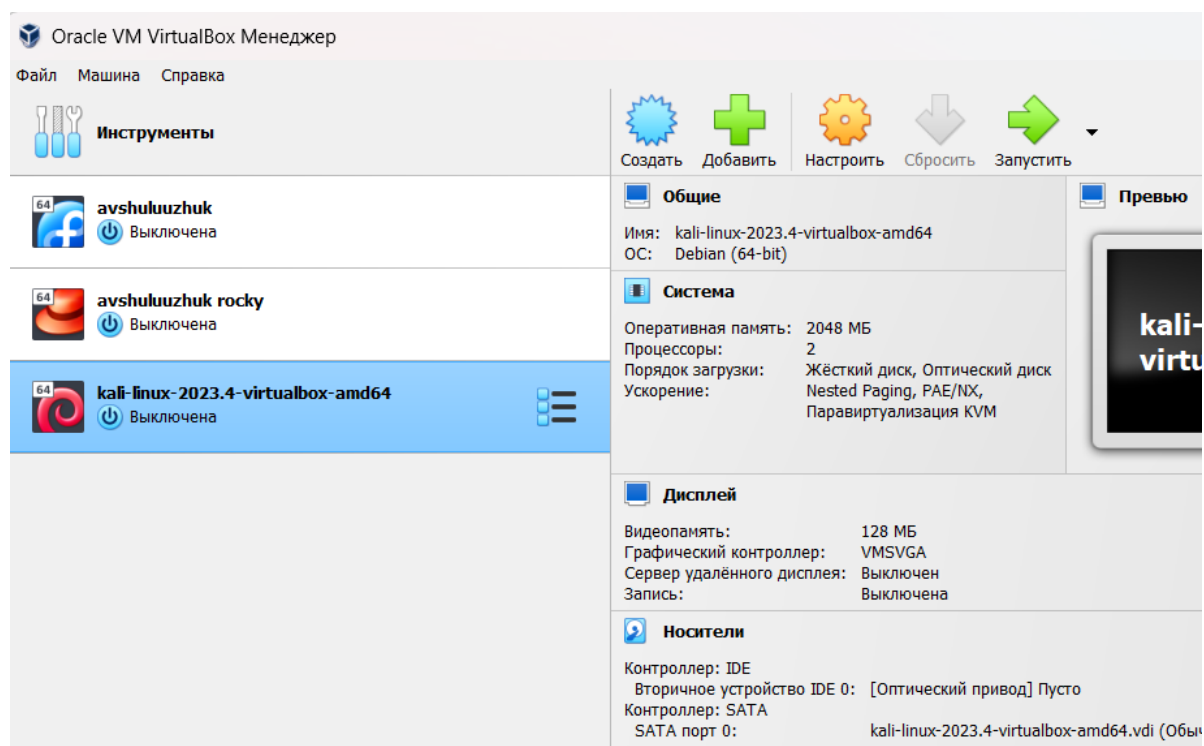 Oracle VM VirtualBox Менеджер
Файл Машина Справка
Инструменты
Создать Добавить Настроить Сбросить Запустить
64
avshuluuzhuk
Выключена
64
avshuluuzhuk rocky
Выключена
64
kali-linux-2023.4-virtualbox-amd64
Выключена
Общие
Имя: kali-linux-2023.4-virtualbox-amd64
ОС: Debian (64-bit)
Превью
kali-
virtu
Система
Оперативная память: 2048 МБ
Процессоры: 2
Порядок загрузки: Жёсткий диск, Оптический диск
Ускорение: Nested Paging, PAE/NX,
Паравиртуализация KVM
Дисплей
Видеопамять: 128 МБ
Графический контроллер: VMSVGA
Сервер удалённого дисплея: Выключен
Запись: Выключена
Носители
Контроллер: IDE
Вторичное устройство IDE 0: [Оптический привод] Пусто
Контроллер: SATA
SATA порт 0: kali-linux-2023.4-virtualbox-amd64.vdi (Обы